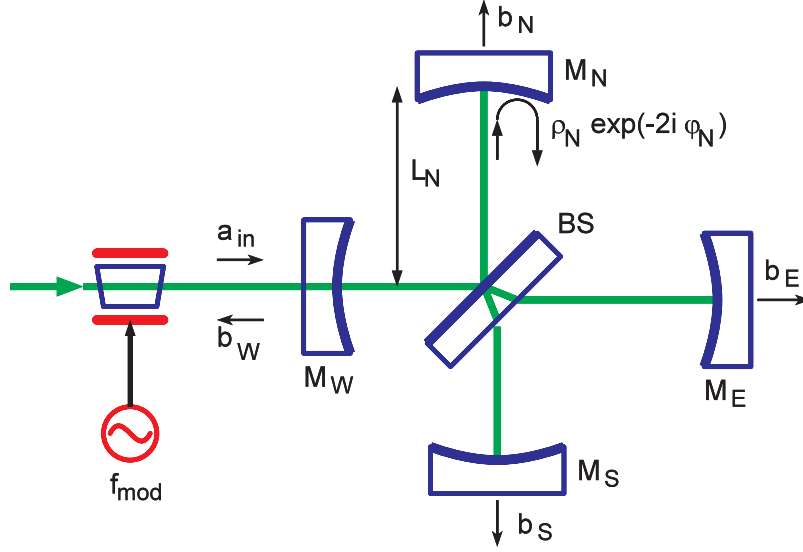 b_N
M_N
ρ_N exp(-2i φ_N)
L_N
BS
a_in
b_E
b_W
M_W
M_E
M_S
f_mod
b_S